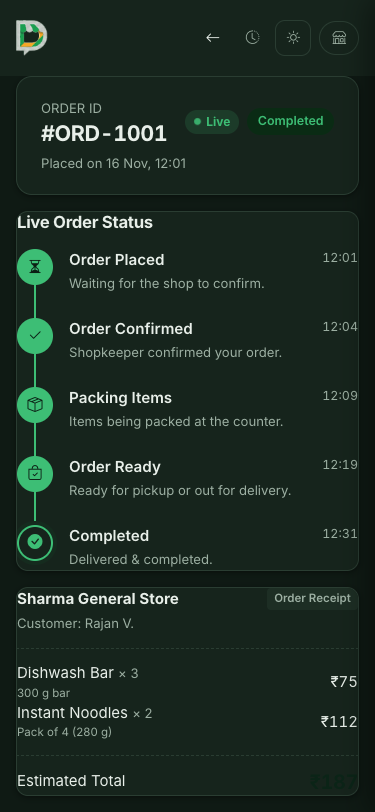 ORDER ID
#ORD-1001
Live
Completed
Placed on 16 Nov, 12:01
Live Order Status
Order Placed 12:01
Waiting for the shop to confirm.
Order Confirmed 12:04
Shopkeeper confirmed your order.
Packing Items 12:09
Items being packed at the counter.
Order Ready 12:19
Ready for pickup or out for delivery.
Completed 12:31
Delivered & completed.
Sharma General Store Order Receipt
Customer: Rajan V.
Dishwash Bar × 3 ₹75
300 g bar
Instant Noodles × 2 ₹112
Pack of 4 (280 g)
Estimated Total ₹187